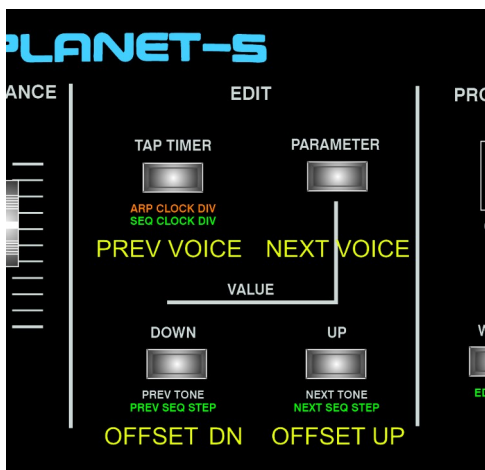 PLANET-S
ANCE
EDIT
PRO
TAP TIMER
PARAMETER
ARP CLOCK DIV
SEQ CLOCK DIV
PREV VOICE
NEXT VOICE
VALUE
DOWN
UP
PREV TONE
PREV SEQ STEP
NEXT TONE
NEXT SEQ STEP
OFFSET DN
OFFSET UP
W
ED